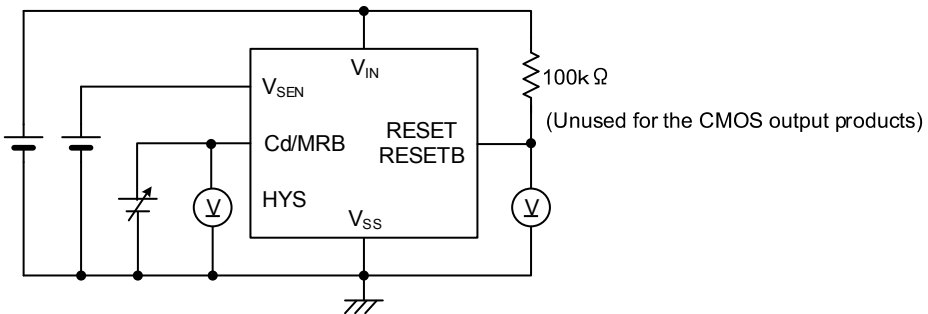 V_IN
100kΩ
V_SEN
(Unused for the CMOS output products)
RESET
Cd/MRB
RESETB
HYS
V
V
V_SS